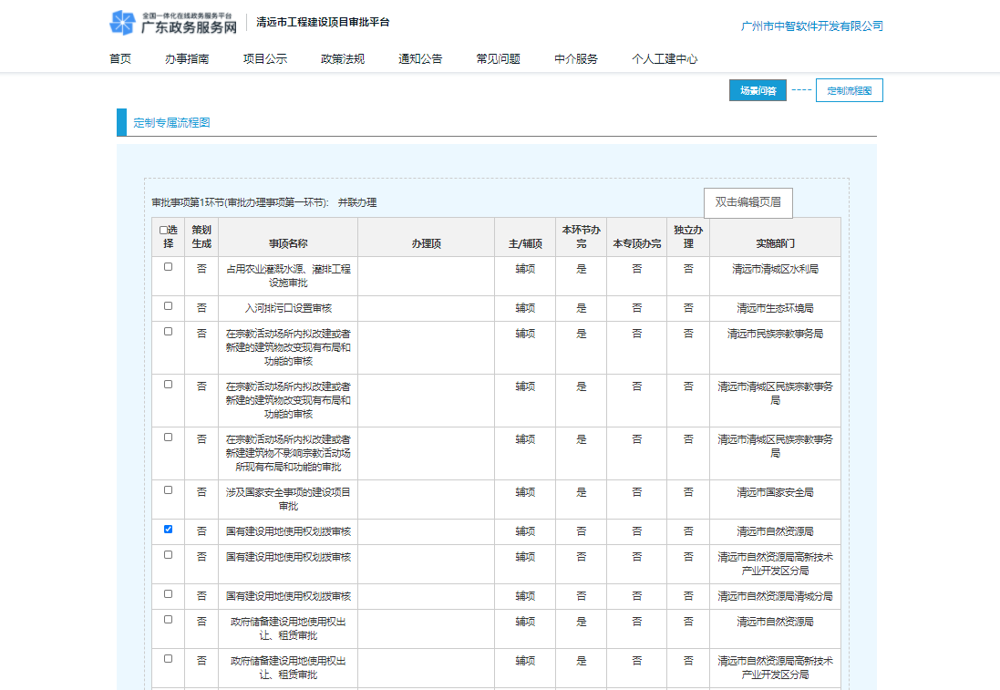 全国一体化在线政务服务平台
广东政务服务网
清远市工程建设项目审批平台
广州市中智软件开发有限公司
首页 办事指南 项目公示 政策法规 通知公告 常见问题 中介服务 个人工建中心
场景问答 ---- 定制流程图
定制专属流程图
审批事项第1环节(审批办理事项第一环节): 并联办理
双击编辑页眉
选择 策划生成 事项名称 办理顶 主/辅顶 本环节办完 本专项办完 独立办理 实施部门
否 占用农业灌溉水源、灌排工程设施审批 辅项 是 否 否 清远市清城区水利局
否 入河排污口设置审核 辅项 是 否 否 清远市生态环境局
否 在宗教活动场所内拟改建或者新建的建筑物改变现有布局和功能的审核 辅项 是 否 否 清远市民族宗教事务局
否 在宗教活动场所内拟改建或者新建的建筑物改变现有布局和功能的审核 辅项 是 否 否 清远市清城区民族宗教事务局
否 在宗教活动场所内拟改建或者新建建筑物不影响宗教活动场所现有布局和功能的审批 辅项 是 否 否 清远市清城区民族宗教事务局
否 涉及国家安全事项的建设项目审批 辅项 是 否 否 清远市国家安全局
否 国有建设用地使用权划拨审核 辅项 否 否 否 清远市自然资源局
否 国有建设用地使用权划拨审核 辅项 否 否 否 清远市自然资源局高新技术产业开发区分局
否 国有建设用地使用权划拨审核 辅项 否 否 否 清远市自然资源局清城分局
否 政府储备建设用地使用权出让、租赁审批 辅项 是 否 否 清远市自然资源局
否 政府储备建设用地使用权出让、租赁审批 辅项 是 否 否 清远市自然资源局高新技术产业开发区分局